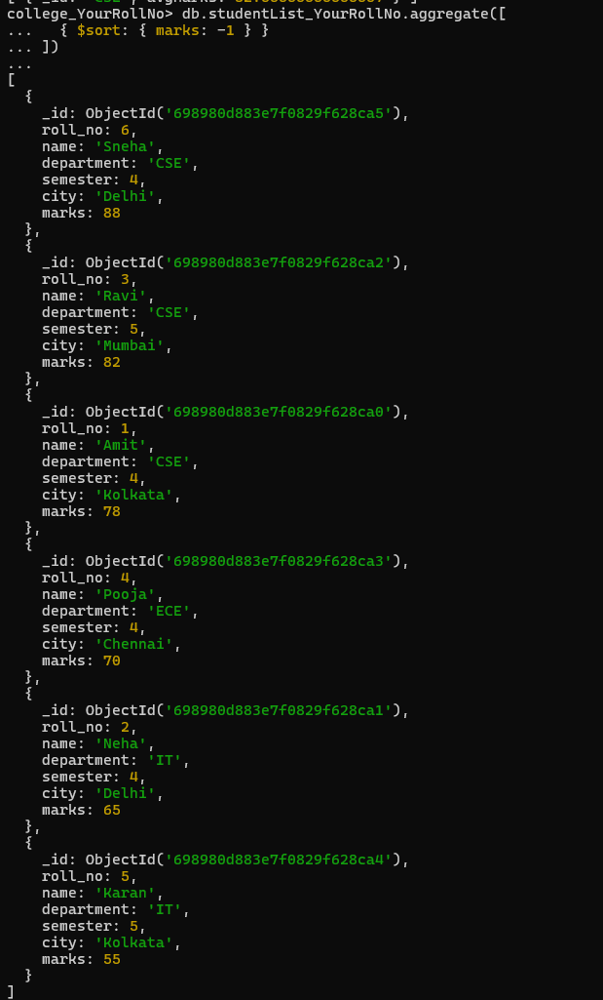 college_YourRollNo> db.studentList_YourRollNo.aggregate([
...   { $sort: { marks: -1 } }
... ])
...
[
  {
    _id: ObjectId('698980d883e7f0829f628ca5'),
    roll_no: 6,
    name: 'Sneha',
    department: 'CSE',
    semester: 4,
    city: 'Delhi',
    marks: 88
  },
  {
    _id: ObjectId('698980d883e7f0829f628ca2'),
    roll_no: 3,
    name: 'Ravi',
    department: 'CSE',
    semester: 5,
    city: 'Mumbai',
    marks: 82
  },
  {
    _id: ObjectId('698980d883e7f0829f628ca0'),
    roll_no: 1,
    name: 'Amit',
    department: 'CSE',
    semester: 4,
    city: 'Kolkata',
    marks: 78
  },
  {
    _id: ObjectId('698980d883e7f0829f628ca3'),
    roll_no: 4,
    name: 'Pooja',
    department: 'ECE',
    semester: 4,
    city: 'Chennai',
    marks: 70
  },
  {
    _id: ObjectId('698980d883e7f0829f628ca1'),
    roll_no: 2,
    name: 'Neha',
    department: 'IT',
    semester: 4,
    city: 'Delhi',
    marks: 65
  },
  {
    _id: ObjectId('698980d883e7f0829f628ca4'),
    roll_no: 5,
    name: 'Karan',
    department: 'IT',
    semester: 5,
    city: 'Kolkata',
    marks: 55
  }
]